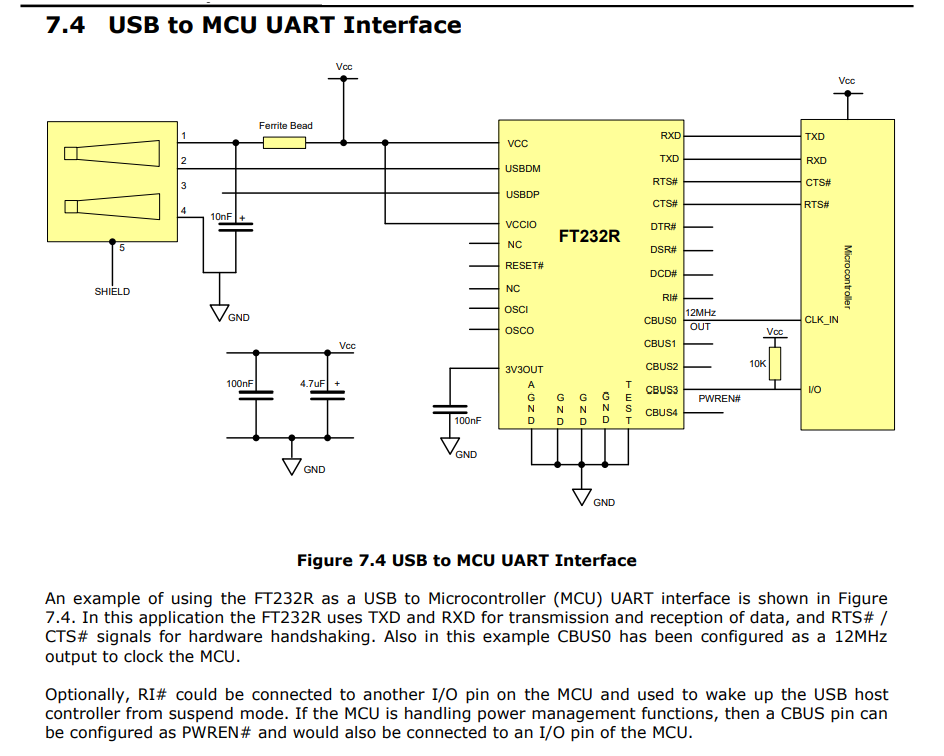 7.4 USB to MCU UART Interface
Vcc
Vcc
Ferrite Bead
1
2
3
4
5
SHIELD
10nF +
GND
Vcc
100nF
4.7uF +
GND
VCC
USBDM
USBDP
VCCIO
NC
RESET#
NC
OSCI
OSCO
3V3OUT
100nF
GND
FT232R
AGND
GND
GND
GND
TEST
GND
RXD
TXD
RTS#
CTS#
DTR#
DSR#
DCD#
RI#
CBUS0
CBUS1
CBUS2
CBUS3
CBUS4
12MHz
OUT
Vcc
10K
PWREN#
TXD
RXD
CTS#
RTS#
Microcontroller
CLK_IN
I/O
Figure 7.4 USB to MCU UART Interface
An example of using the FT232R as a USB to Microcontroller (MCU) UART interface is shown in Figure
7.4. In this application the FT232R uses TXD and RXD for transmission and reception of data, and RTS# /
CTS# signals for hardware handshaking. Also in this example CBUS0 has been configured as a 12MHz
output to clock the MCU.
Optionally, RI# could be connected to another I/O pin on the MCU and used to wake up the USB host
controller from suspend mode. If the MCU is handling power management functions, then a CBUS pin can
be configured as PWREN# and would also be connected to an I/O pin of the MCU.